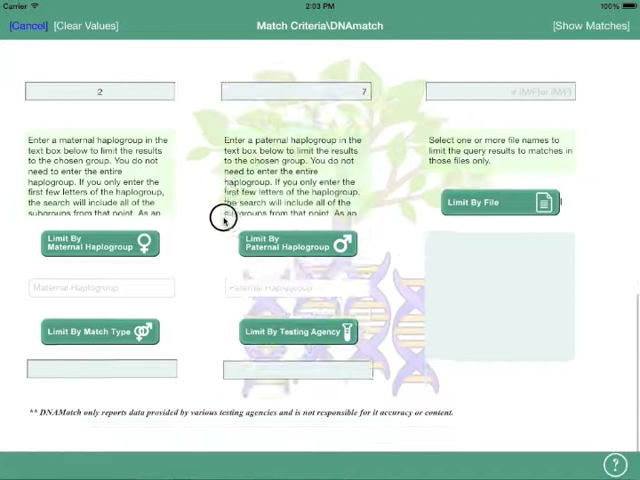 Carrier
2:03 PM
100%
[Cancel] [Clear Values]
Match Criteria\DNAmatch
[Show Matches]
2
7
# (M/F)or (M/F)
Enter a maternal haplogroup in the
text box below to limit the results
to the chosen group. You do not
need to enter the entire
haplogroup. If you only enter the
first few letters of the haplogroup,
the search will include all of the
subgroups from that point. As an
Enter a paternal haplogroup in the
text box below to limit the results
to the chosen group. You do not
need to enter the entire
haplogroup. If you only enter the
first few letters of the haplogroup,
the search will include all of the
subgroups from that point. As an
Select one or more file names to
limit the query results to matches in
those files only.
Limit By File
Limit By
Maternal Haplogroup
Limit By
Paternal Haplogroup
Maternal Haplogroup
Paternal Haplogroup
Limit By Match Type
Limit By Testing Agency
** DNAMatch only reports data provided by various testing agencies and is not responsible for it accuracy or content.
?